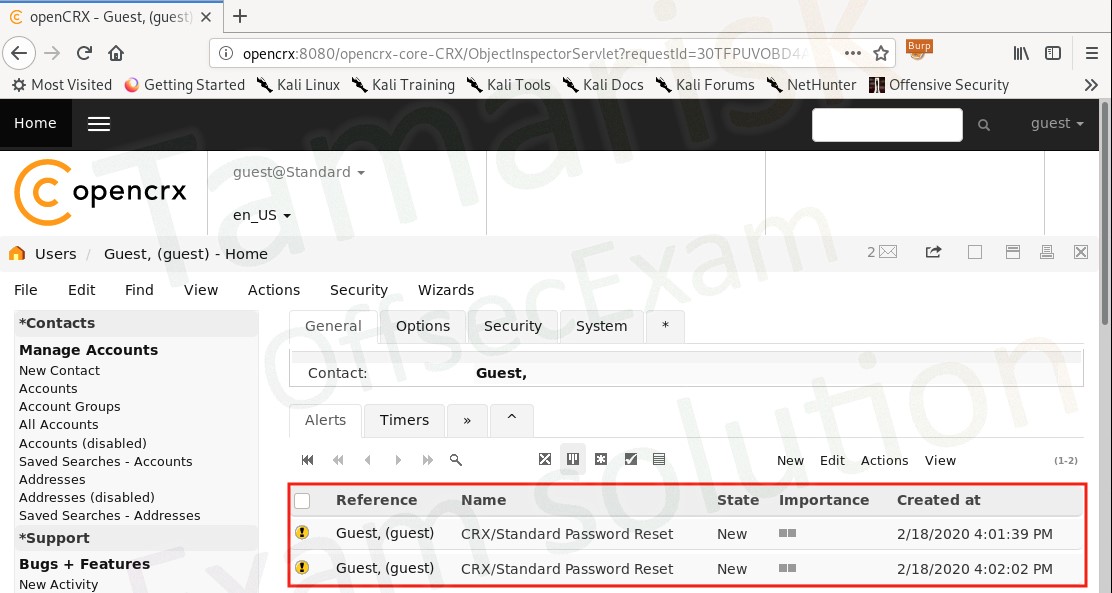 openCRX - Guest, (guest)
opencrx:8080/opencrx-core-CRX/ObjectInspectorServlet?requestId=30TFPUVOBD4A
Burp
Most Visited Getting Started Kali Linux Kali Training Kali Tools Kali Docs Kali Forums NetHunter Offensive Security
Home guest
opencrx guest@Standard
en_US
Users / Guest, (guest) - Home 2
File Edit Find View Actions Security Wizards
*Contacts
Manage Accounts
New Contact
Accounts
Account Groups
All Accounts
Accounts (disabled)
Saved Searches - Accounts
Addresses
Addresses (disabled)
Saved Searches - Addresses
*Support
Bugs + Features
New Activity
General Options Security System *
Contact: Guest,
Alerts Timers » ^
New Edit Actions View (1-2)
Reference Name State Importance Created at
Guest, (guest) CRX/Standard Password Reset New 2/18/2020 4:01:39 PM
Guest, (guest) CRX/Standard Password Reset New 2/18/2020 4:02:02 PM
Tamarisk
OffsecExam
Exam solution